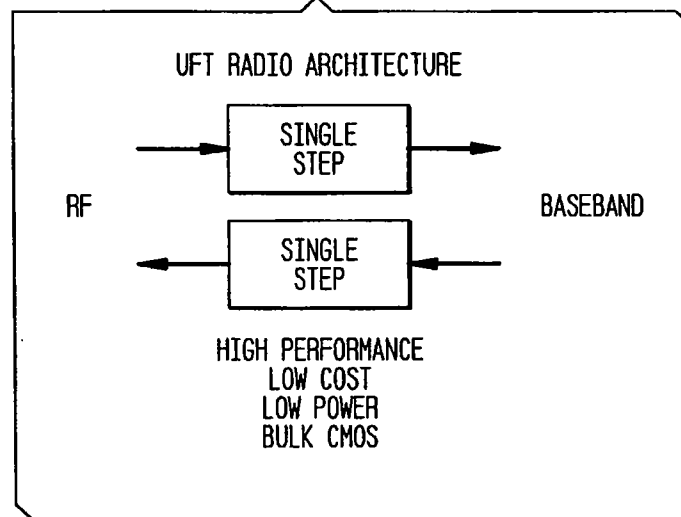 UFT RADIO ARCHITECTURE
SINGLE
STEP
RF
BASEBAND
SINGLE
STEP
HIGH PERFORMANCE
LOW COST
LOW POWER
BULK CMOS